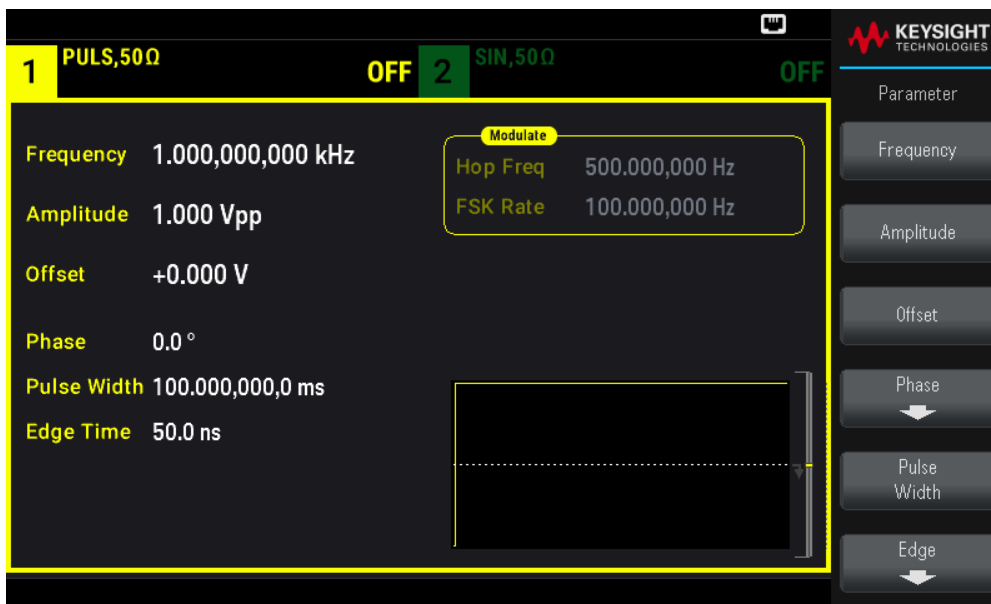 KEYSIGHT
TECHNOLOGIES
1 PULS,50Ω OFF 2 SIN,50Ω OFF
Parameter
Frequency 1.000,000,000 kHz
Amplitude 1.000 Vpp
Offset +0.000 V
Phase 0.0 °
Pulse Width 100.000,000,0 ms
Edge Time 50.0 ns
Modulate
Hop Freq 500.000,000 Hz
FSK Rate 100.000,000 Hz
Frequency
Amplitude
Offset
Phase
Pulse
Width
Edge